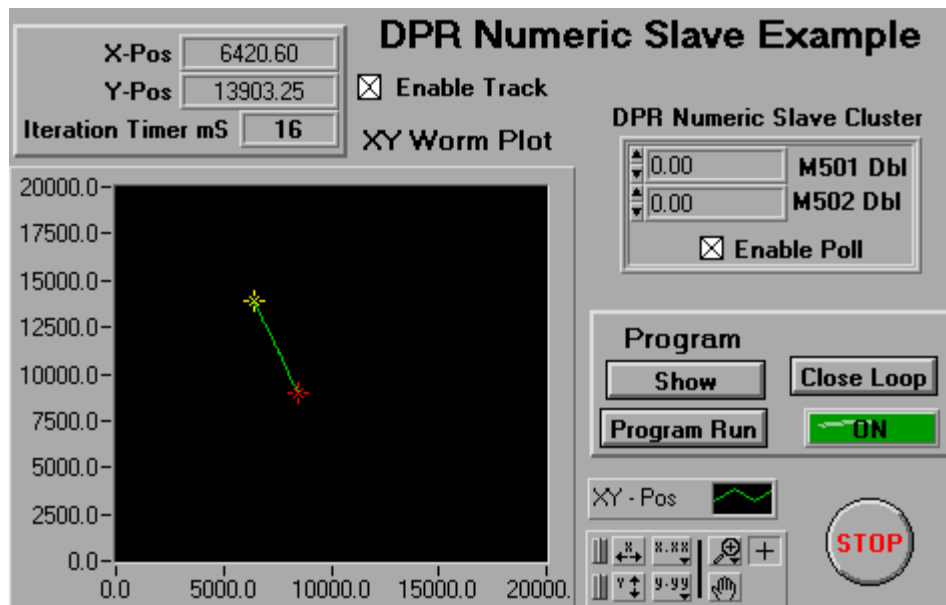 DPR Numeric Slave Example
X-Pos 6420.60
Y-Pos 13903.25
Iteration Timer mS 16
Enable Track
XY Worm Plot
DPR Numeric Slave Cluster
0.00 M501 Dbl
0.00 M502 Dbl
Enable Poll
20000.0
17500.0
15000.0
12500.0
10000.0
7500.0
5000.0
2500.0
0.0
0.0 5000.0 10000.0 15000.0 20000.
Program
Show
Close Loop
Program Run
ON
XY - Pos
STOP
X X.XX
Y Y.YY